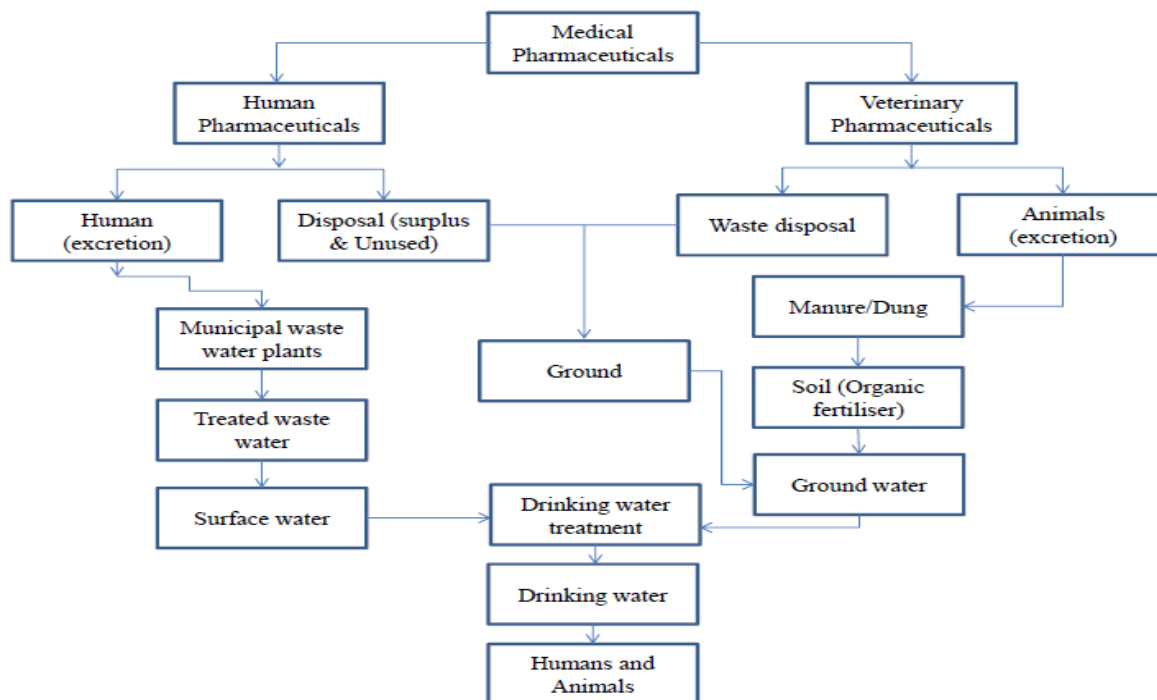 Medical
Pharmaceuticals
Human
Pharmaceuticals
Veterinary
Pharmaceuticals
Human
(excretion)
Disposal (surplus
& Unused)
Waste disposal
Animals
(excretion)
Manure/Dung
Municipal waste
water plants
Ground
Soil (Organic
fertiliser)
Treated waste
water
Ground water
Surface water
Drinking water
treatment
Drinking water
Humans and
Animals